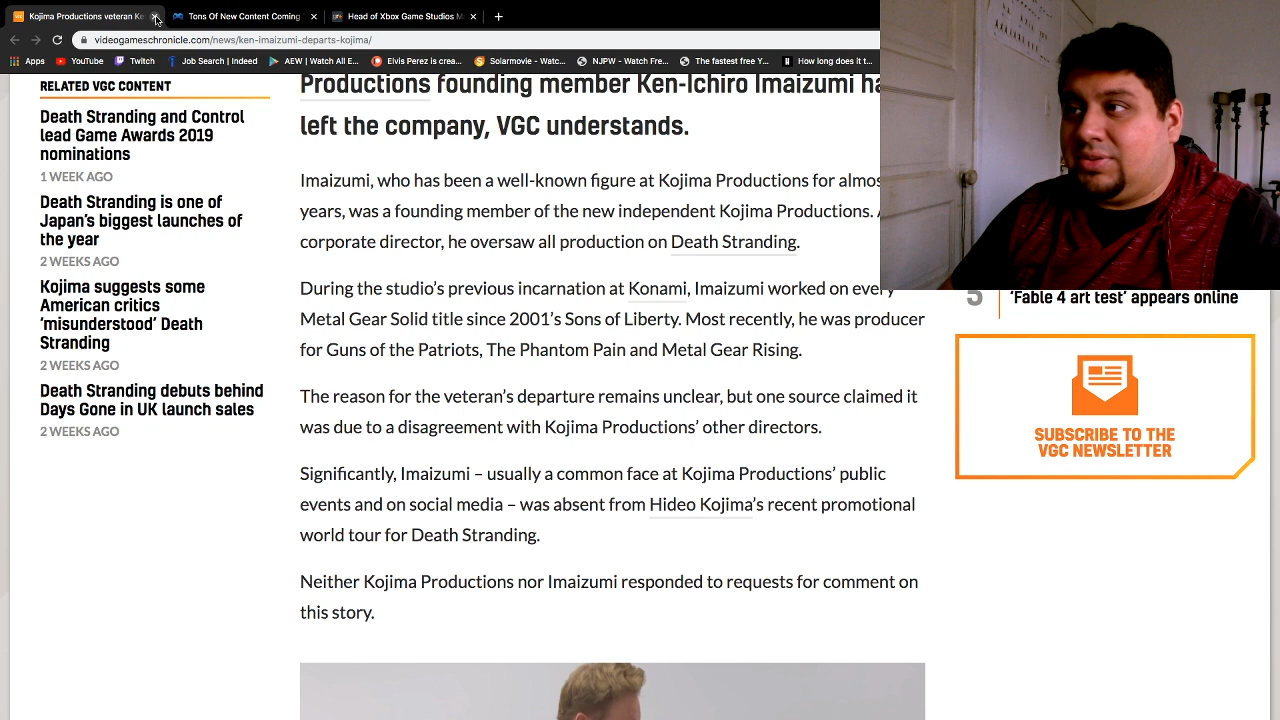 Kojima Productions veteran Ke
Tons Of New Content Coming
Head of Xbox Game Studios M
videogameschronicle.com/news/ken-imaizumi-departs-kojima/
Apps
YouTube
Twitch
Job Search | Indeed
AEW | Watch All E...
Elvis Perez is crea...
Solarmovie - Watc...
NJPW - Watch Fre...
The fastest free Y...
How long does it t...
RELATED VGC CONTENT
Death Stranding and Control
lead Game Awards 2019
nominations
1 WEEK AGO
Death Stranding is one of
Japan's biggest launches of
the year
2 WEEKS AGO
Kojima suggests some
American critics
'misunderstood' Death
Stranding
2 WEEKS AGO
Death Stranding debuts behind
Days Gone in UK launch sales
2 WEEKS AGO
Productions founding member Ken-Ichiro Imaizumi ha
left the company, VGC understands.
Imaizumi, who has been a well-known figure at Kojima Productions for almos
years, was a founding member of the new independent Kojima Productions. A
corporate director, he oversaw all production on Death Stranding.
During the studio's previous incarnation at Konami, Imaizumi worked on every
Metal Gear Solid title since 2001's Sons of Liberty. Most recently, he was producer
for Guns of the Patriots, The Phantom Pain and Metal Gear Rising.
The reason for the veteran's departure remains unclear, but one source claimed it
was due to a disagreement with Kojima Productions' other directors.
Significantly, Imaizumi – usually a common face at Kojima Productions' public
events and on social media – was absent from Hideo Kojima's recent promotional
world tour for Death Stranding.
Neither Kojima Productions nor Imaizumi responded to requests for comment on
this story.
5
'Fable 4 art test' appears online
SUBSCRIBE TO THE
VGC NEWSLETTER